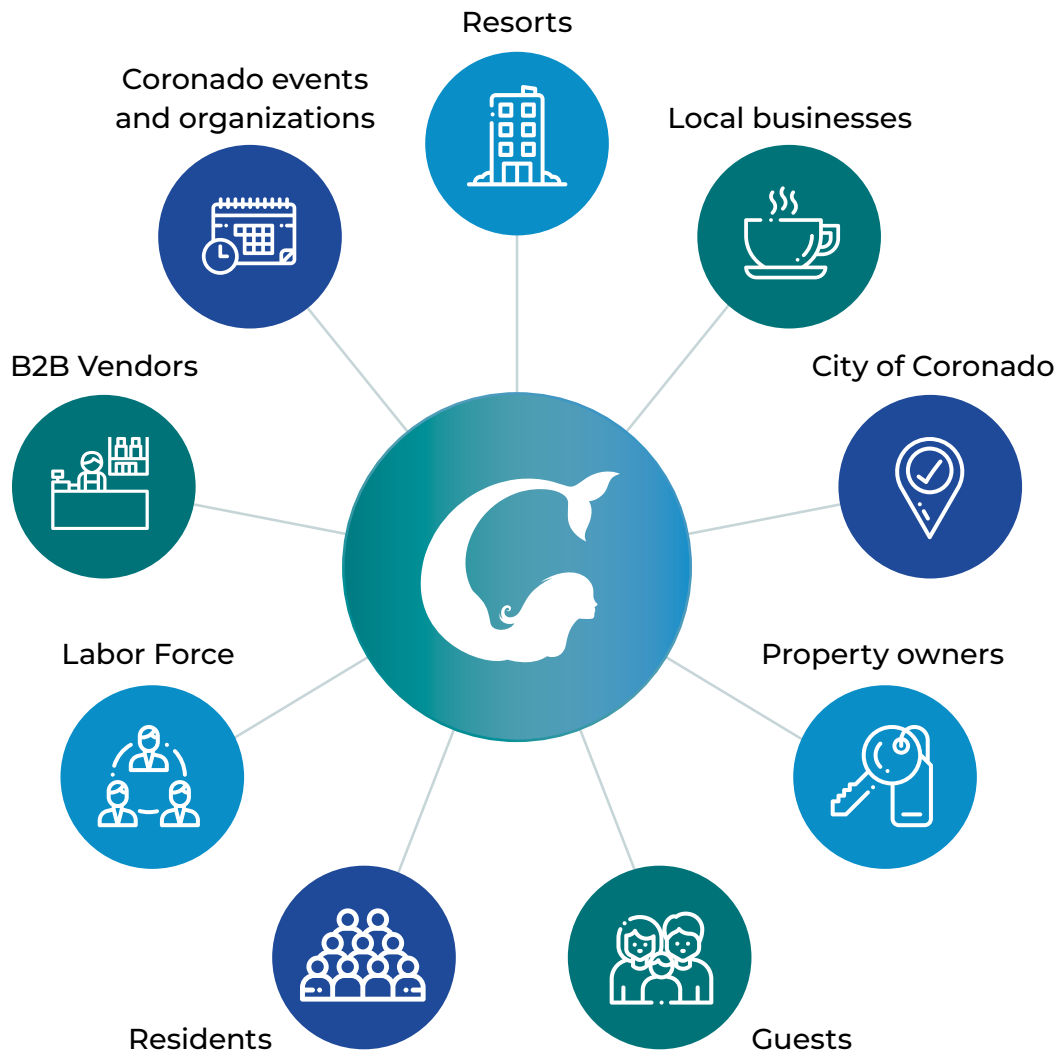 Resorts
Coronado events
and organizations
Local businesses
B2B Vendors
City of Coronado
Labor Force
Property owners
Residents
Guests